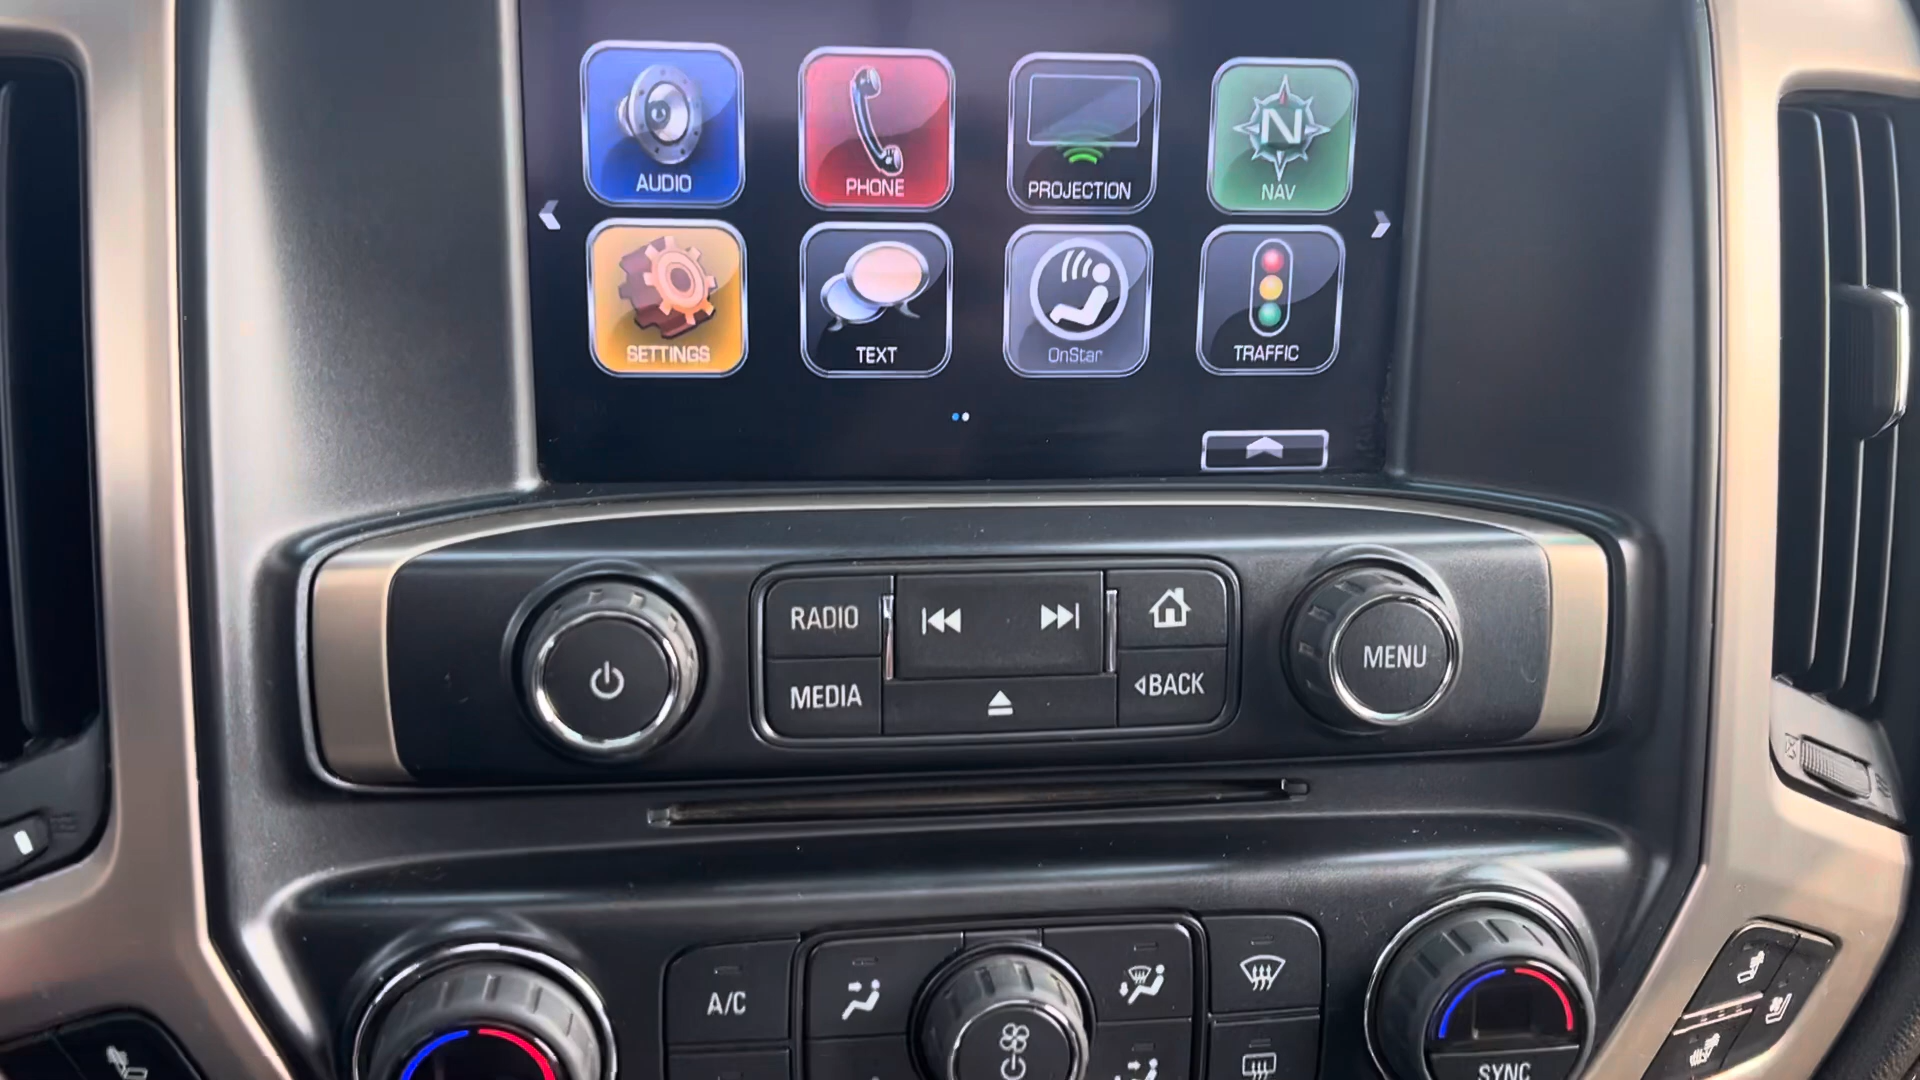 AUDIO
PHONE
PROJECTION
N
NAV
SETTINGS
TEXT
OnStar
TRAFFIC
RADIO
MEDIA
BACK
MENU
A/C
SYNC